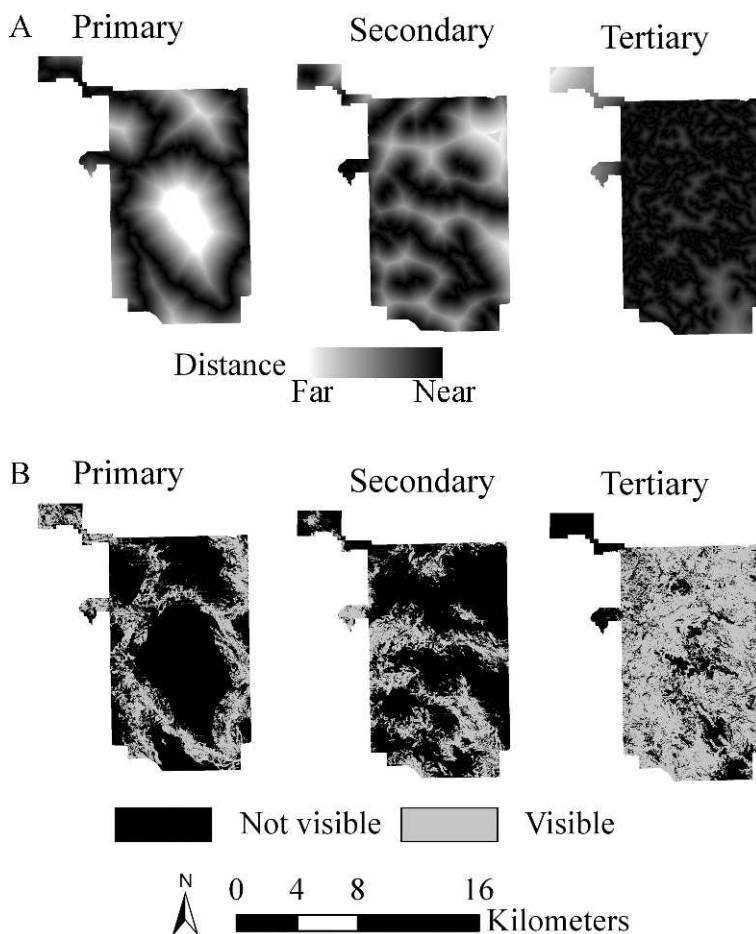 A Primary Secondary Tertiary
Distance
Far Near
B Primary Secondary Tertiary
Not visible Visible
N
0 4 8 16
Kilometers